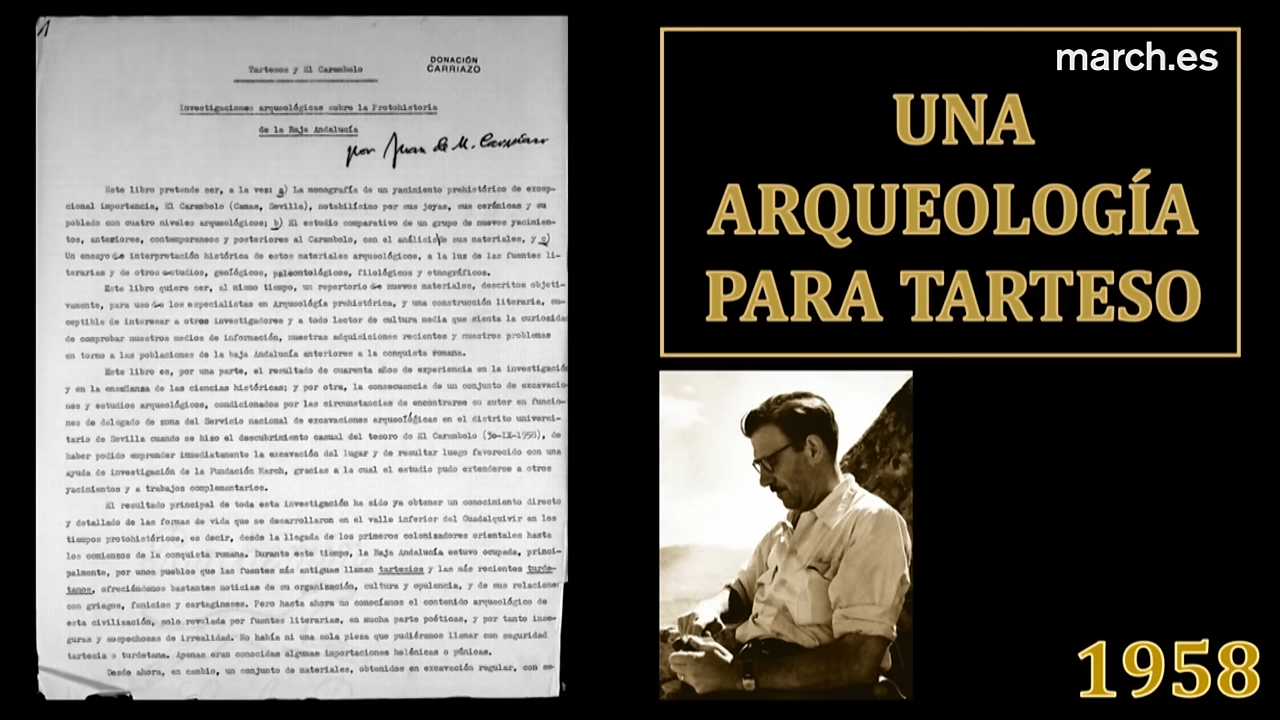 1
DONACIÓN
CARRIAZO
Tartesos y El Carambolo
Investigaciones arqueológicas sobre la Protohistoria
de la Baja Andalucía
por Juan de M. Carriazo
Este libro pretende ser, a la vez: a) La monografía de un yacimiento prehistórico de excep-
cional importancia, El Carambolo (Camas, Sevilla), notabilísimo por sus joyas, sus cerámicas y su
poblado con cuatro niveles arqueológicos; b) El estudio comparativo de un grupo de nuevos yacimien-
tos, anteriores, contemporaneos y posteriores al Carambolo, con el análisis de sus materiales, y c)
Un ensayo de interpretación histórica de estos materiales arqueológicos, a la luz de las fuentes li-
terarias y de otros estudios, geológicos, paleontológicos, filológicos y etnográficos.
Este libro quiere ser, al mismo tiempo, un repertorio de nuevos materiales, descritos objeti-
vamente, para uso de los especialistas en Arqueología prehistórica, y una construcción literaria, su-
ceptible de interesar a otros investigadores y a todo lector de cultura media que sienta la curiosidad
de comprobar nuestros medios de información, nuestras adquisiciones recientes y nuestros problemas
en torno a las poblaciones de la baja Andalucía anteriores a la conquista romana.
Este libro es, por una parte, el resultado de cuarenta años de experiencia en la investigación
y en la enseñanza de las ciencias históricas; y por otra, la consecuencia de un conjunto de excavacio-
nes y estudios arqueológicos, condicionados por las circunstancias de encontrarse su autor en funcio-
nes de delegado de zona del Servicio nacional de excavaciones arqueológicas en el distrito universi-
tario de Sevilla cuando se hizo el descubrimiento casual del tesoro de El Carambolo (30-IX-1958), de
haber podido emprender inmediatamente la excavación del lugar y de resultar luego favorecido con una
ayuda de investigación de la Fundación March, gracias a la cual el estudio pudo extenderse a otros
yacimientos y a trabajos complementarios.
El resultado principal de toda esta investigación ha sido ya obtener un conocimiento directo
y detallado de las formas de vida que se desarrollaron en el valle inferior del Guadalquivir en los
tiempos protohistóricos, es decir, desde la llegada de los primeros colonizadores orientales hasta
los comienzos de la conquista romana. Durante este tiempo, la Baja Andalucía estuvo ocupada, princi-
palmente, por unos pueblos que las fuentes más antiguas llaman tartesios y las más recientes turde-
tanos, ofreciéndonos bastantes noticias de su organización, cultura y opulencia, y de sus relaciones
con griegos, fenicios y cartagineses. Pero hasta ahora no conocíamos el contenido arqueológico de
esta civilización, solo revelada por fuentes literarias, en mucha parte poéticas, y por tanto inse-
guras y sospechosas de irrealidad. No había ni una sola pieza que pudiéramos llamar con seguridad
tartesia o turdetana. Apenas eran conocidas algunas importaciones helénicas o púnicas.
Desde ahora, en cambio, un conjunto de materiales, obtenidos en excavación regular, con
march.es
UNA
ARQUEOLOGÍA
PARA TARTESO
1958